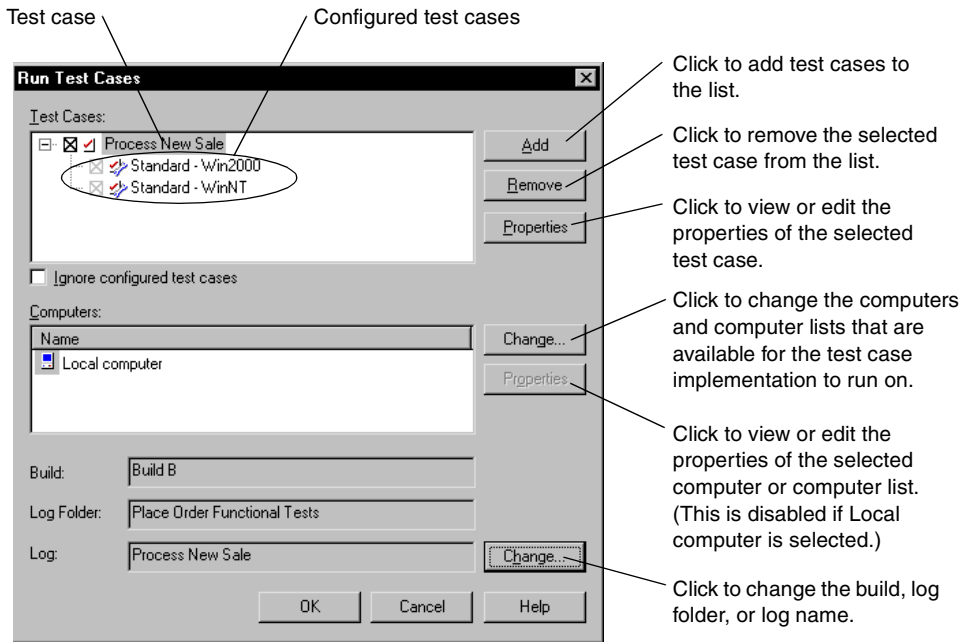 Test case
Configured test cases
Run Test Cases
Test Cases:
Process New Sale
Standard - Win2000
Standard - WinNT
Add
Remove
Properties
Ignore configured test cases
Computers:
Name
Local computer
Change...
Properties...
Build:
Build B
Log Folder:
Place Order Functional Tests
Log:
Process New Sale
Change...
OK
Cancel
Help
Click to add test cases to
the list.
Click to remove the selected
test case from the list.
Click to view or edit the
properties of the selected
test case.
Click to change the computers
and computer lists that are
available for the test case
implementation to run on.
Click to view or edit the
properties of the selected
computer or computer list.
(This is disabled if Local
computer is selected.)
Click to change the build, log
folder, or log name.